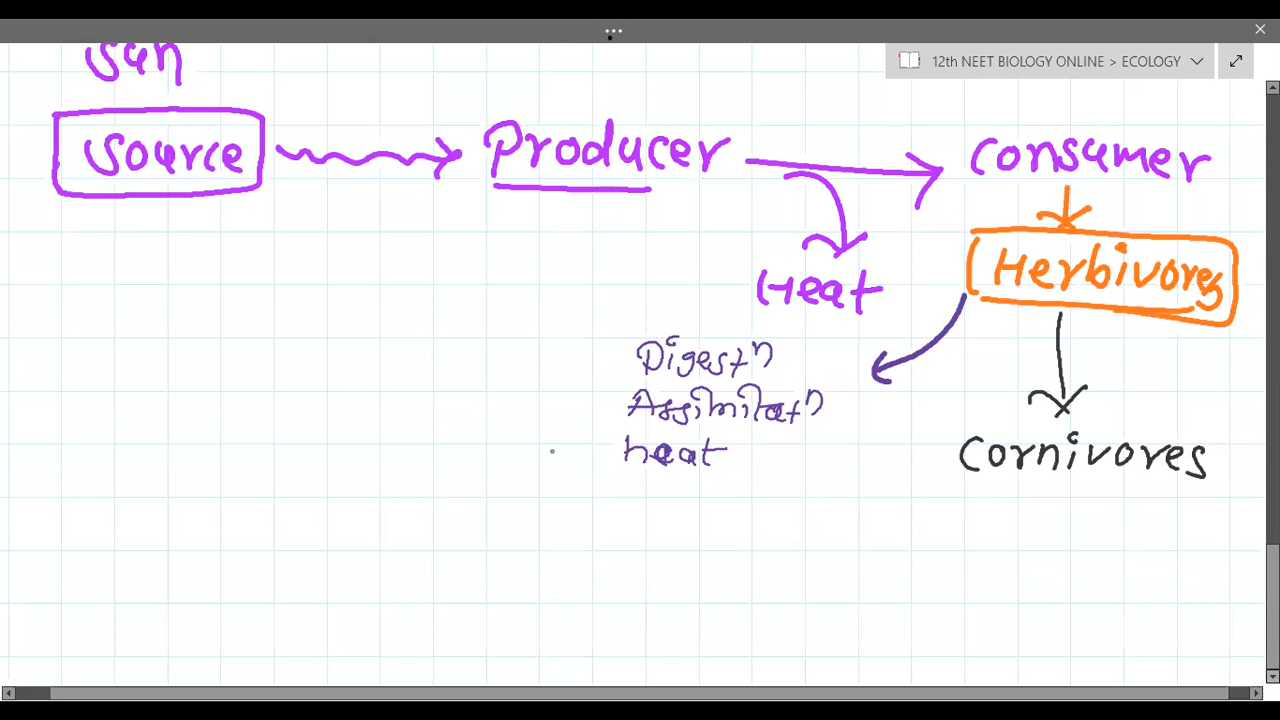 12th NEET BIOLOGY ONLINE > ECOLOGY
Sun
Source Producer Consumer
Heat
Herbivores
Digestn
Assimilatn
heat
Cornivores